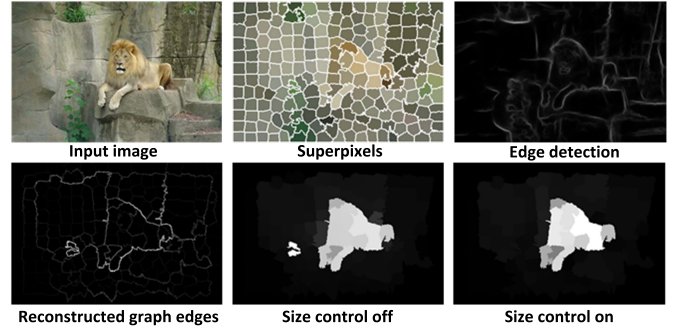 Input image
Superpixels
Edge detection
Reconstructed graph edges
Size control off
Size control on